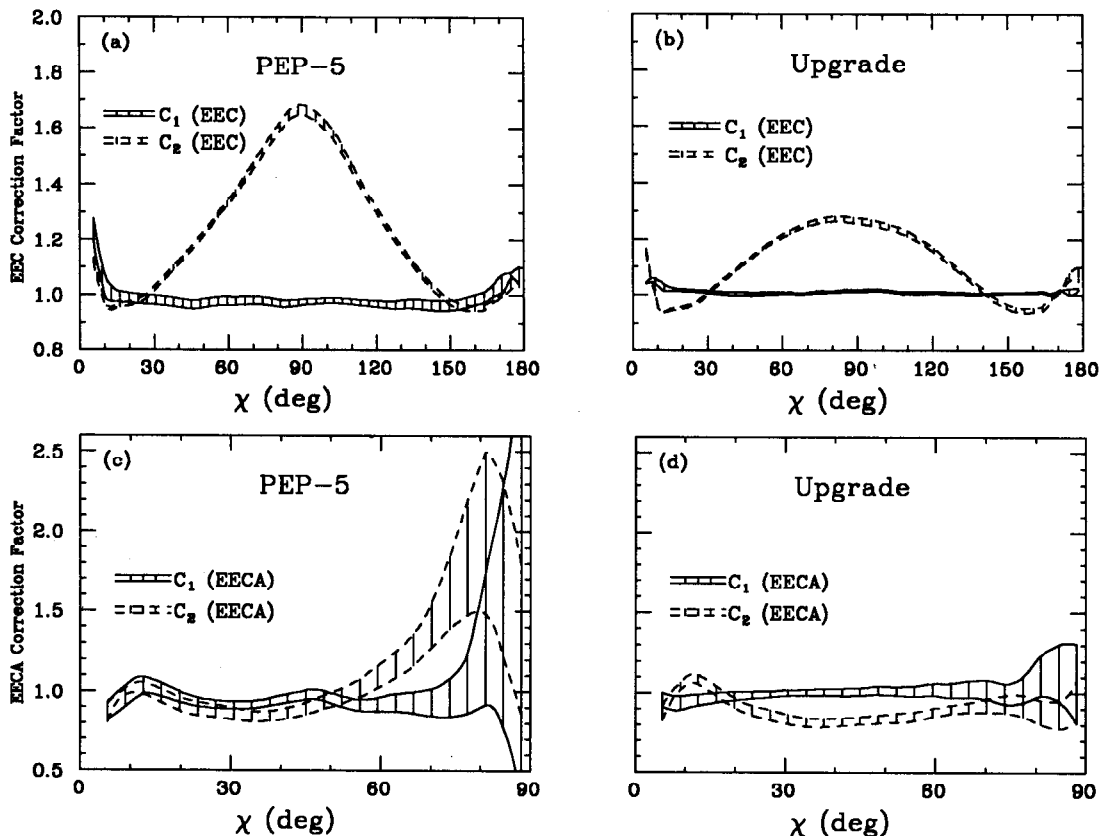 (a)
PEP-5
C₁ (EEC)
C₂ (EEC)
EEC Correction Factor
2.0
1.8
1.6
1.4
1.2
1.0
0.8
0 30 60 90 120 150 180
χ (deg)
(b)
Upgrade
C₁ (EEC)
C₂ (EEC)
0 30 60 90 120 150 180
χ (deg)
(c)
PEP-5
C₁ (EECA)
C₂ (EECA)
EECA Correction Factor
2.5
2.0
1.5
1.0
0.5
0 30 60 90
χ (deg)
(d)
Upgrade
C₁ (EECA)
C₂ (EECA)
0 30 60 90
χ (deg)